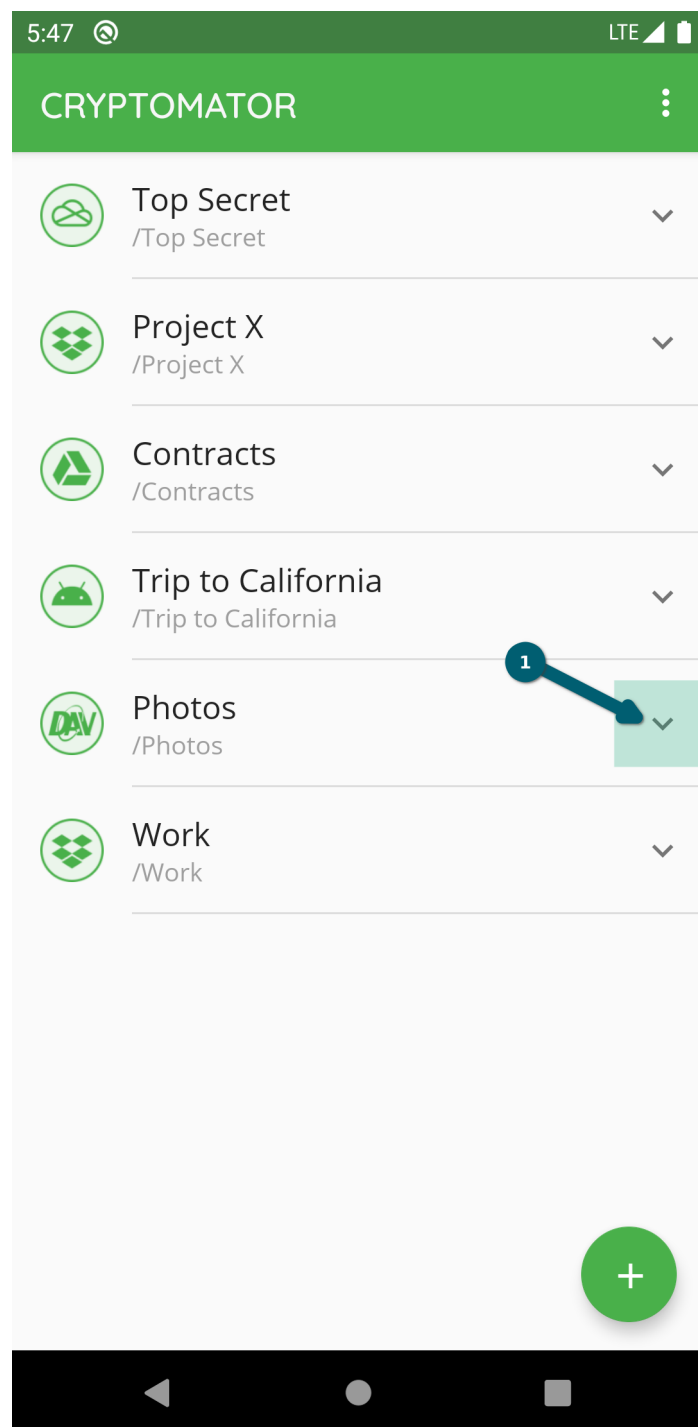 5:47 LTE
CRYPTOMATOR
Top Secret
/Top Secret
Project X
/Project X
Contracts
/Contracts
Trip to California
/Trip to California
1
DAV
Photos
/Photos
Work
/Work